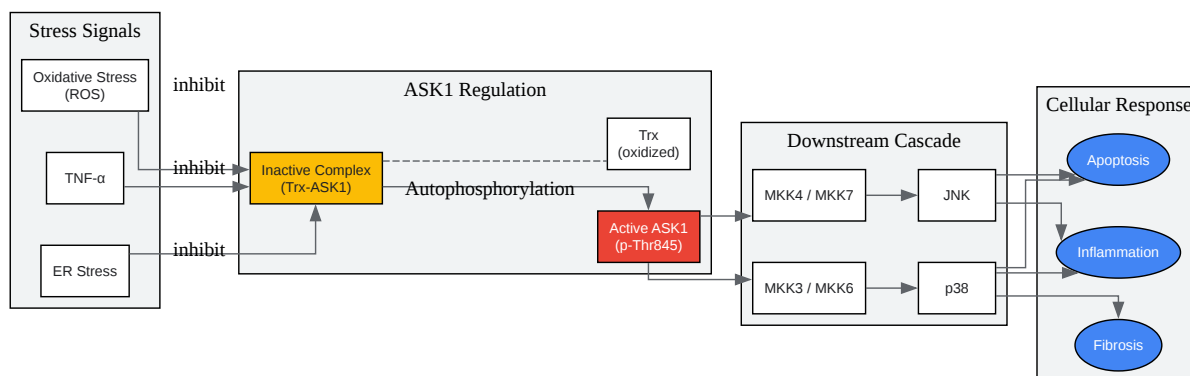 Stress Signals
Oxidative Stress
(ROS)
TNF-α
ER Stress
inhibit
inhibit
inhibit
ASK1 Regulation
Inactive Complex
(Trx-ASK1)
Trx
(oxidized)
Autophosphorylation
Active ASK1
(p-Thr845)
Downstream Cascade
MKK4 / MKK7
JNK
MKK3 / MKK6
p38
Cellular Response
Apoptosis
Inflammation
Fibrosis